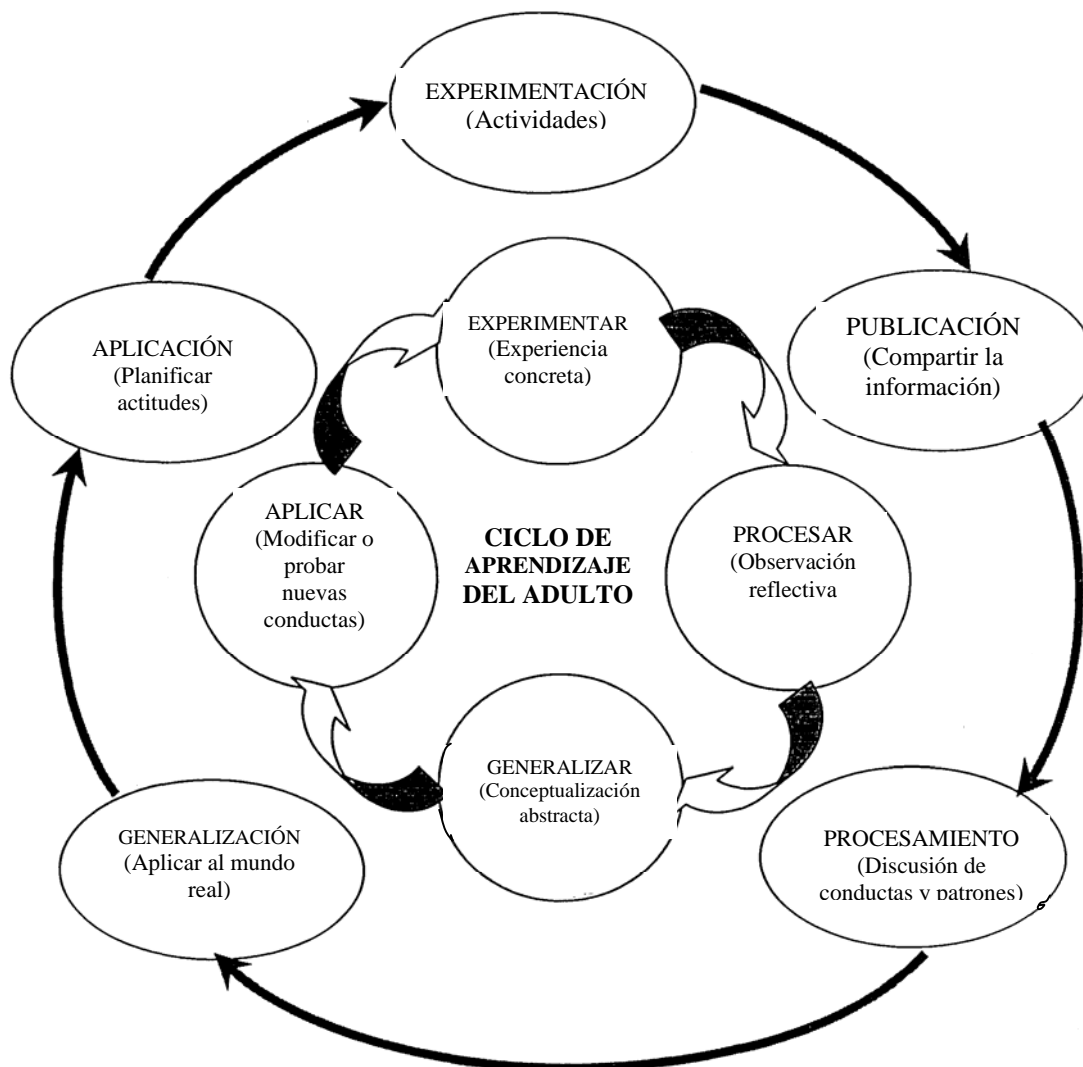 EXPERIMENTACIÓN
(Actividades)
PUBLICACIÓN
(Compartir la
información)
PROCESAMIENTO
(Discusión de
conductas y patrones)
GENERALIZACIÓN
(Aplicar al mundo
real)
APLICACIÓN
(Planificar
actitudes)
EXPERIMENTAR
(Experiencia
concreta)
PROCESAR
(Observación
reflectiva
GENERALIZAR
(Conceptualización
abstracta)
APLICAR
(Modificar o
probar
nuevas
conductas)
CICLO DE
APRENDIZAJE
DEL ADULTO